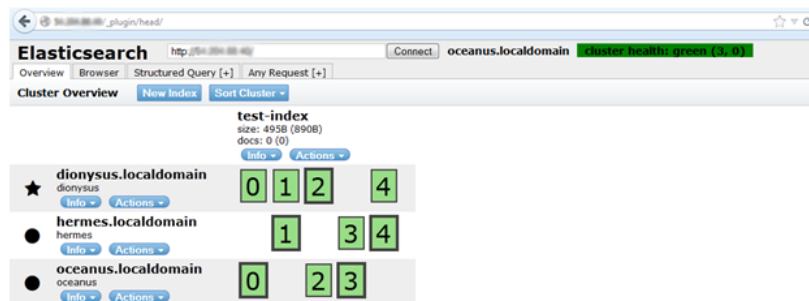 /_plugin/head/
Elasticsearch http:// Connect oceanus.localdomain cluster health: green (3, 0)
Overview Browser Structured Query [+] Any Request [+]
Cluster Overview New Index Sort Cluster
test-index
size: 495B (890B)
docs: 0 (0)
Info Actions
dionysus.localdomain
dionysus
Info Actions
0 1 2 4
hermes.localdomain
hermes
Info Actions
1 3 4
oceanus.localdomain
oceanus
Info Actions
0 2 3